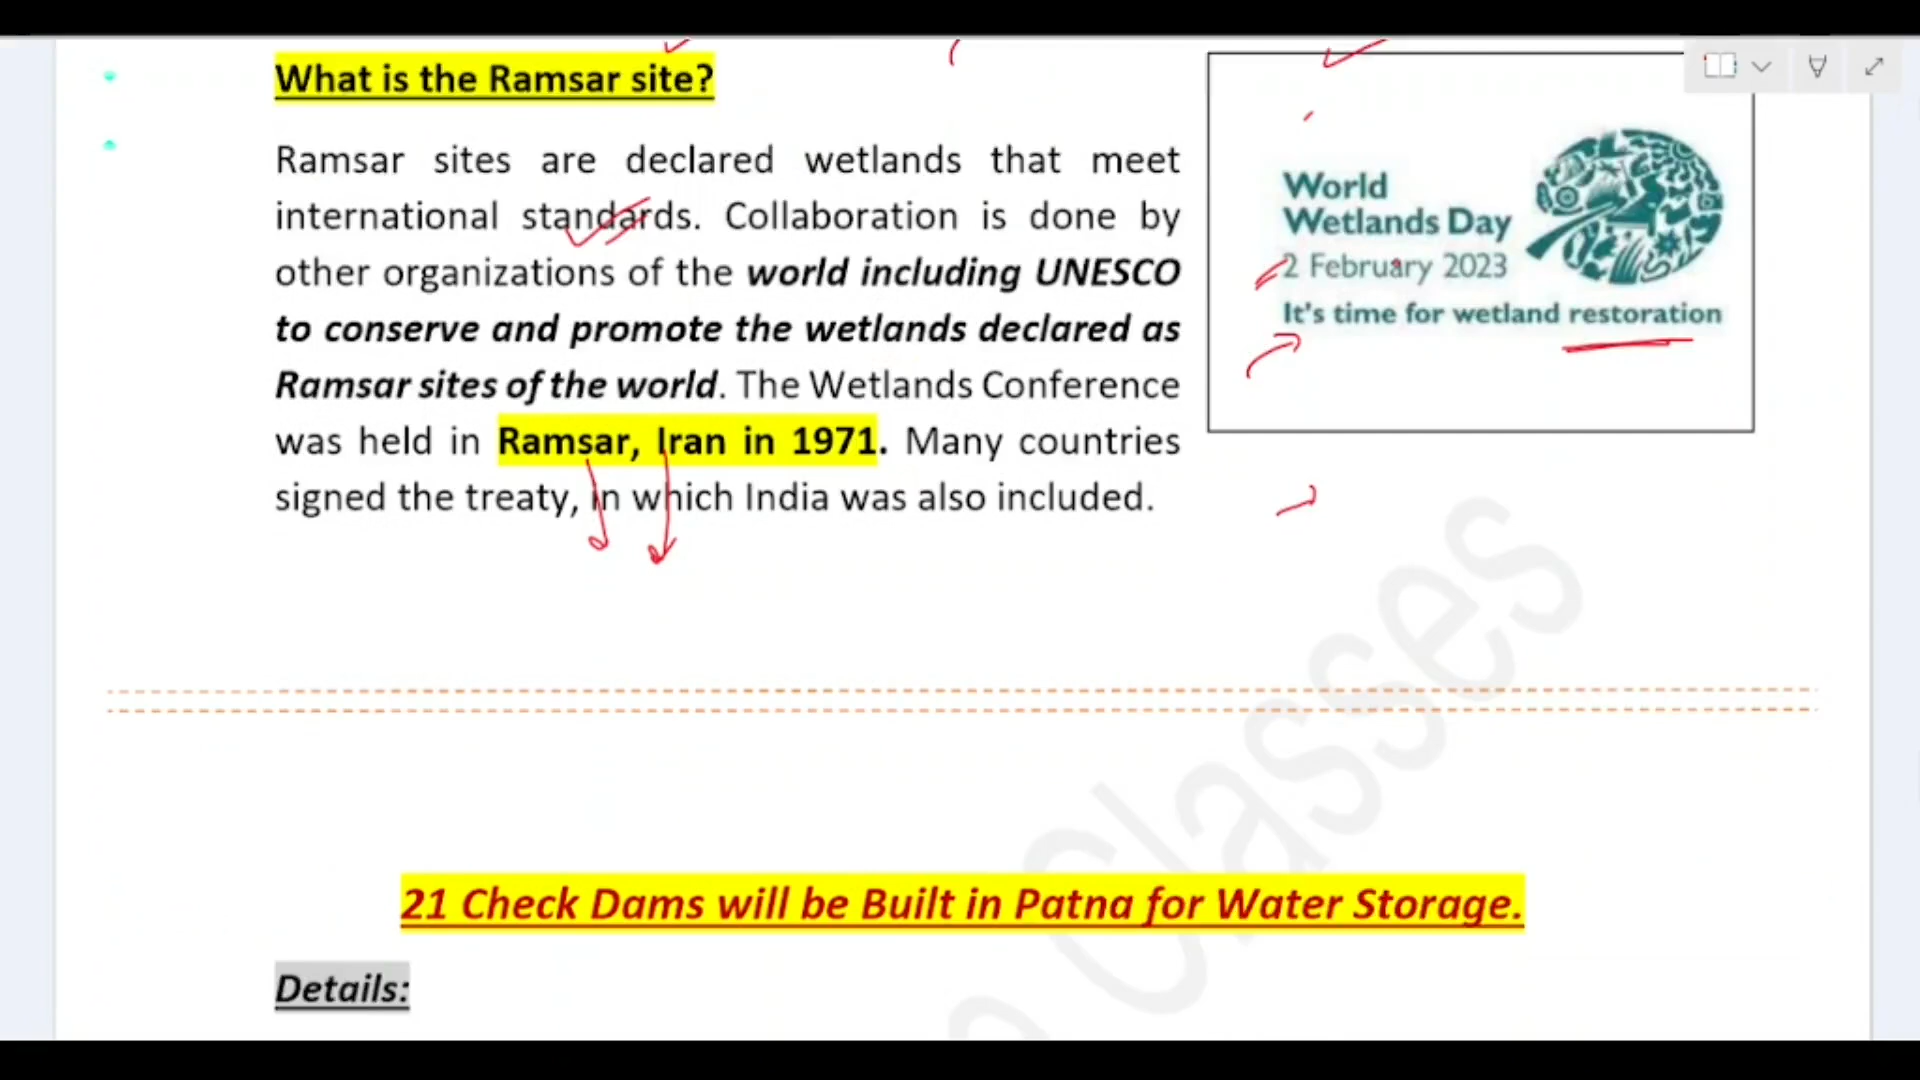 What is the Ramsar site?
Ramsar sites are declared wetlands that meet
international standards. Collaboration is done by
other organizations of the world including UNESCO
to conserve and promote the wetlands declared as
Ramsar sites of the world. The Wetlands Conference
was held in Ramsar, Iran in 1971. Many countries
signed the treaty, in which India was also included.
World
Wetlands Day
2 February 2023
It's time for wetland restoration
21 Check Dams will be Built in Patna for Water Storage.
Details:
Classes